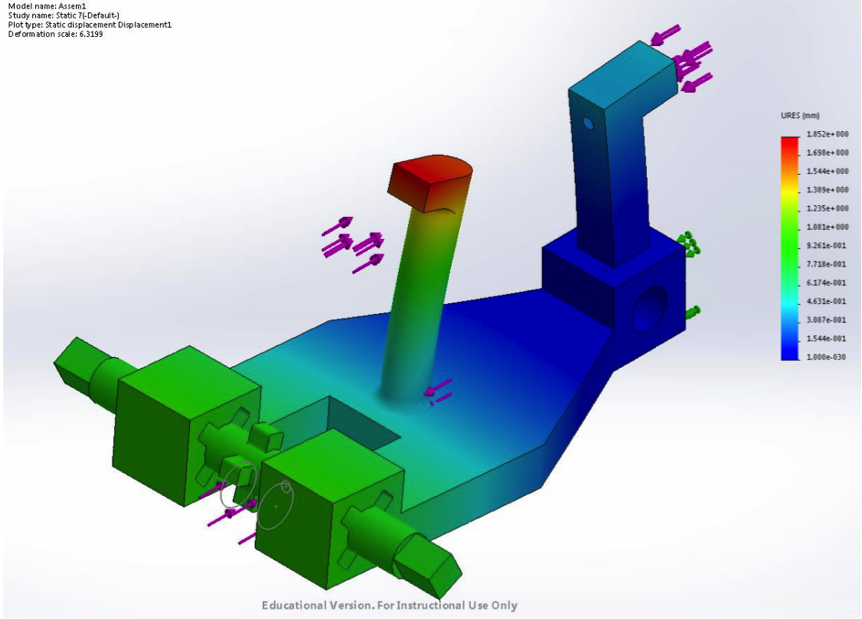 Model name: Assem1
Study name: Static 7(-Default-)
Plot type: Static displacement Displacement1
Deformation scale: 6.3199
URES (mm)
1.852e+000
1.698e+000
1.544e+000
1.389e+000
1.235e+000
1.081e+000
9.261e-001
7.718e-001
6.174e-001
4.631e-001
3.087e-001
1.544e-001
1.000e-030
Educational Version. For Instructional Use Only